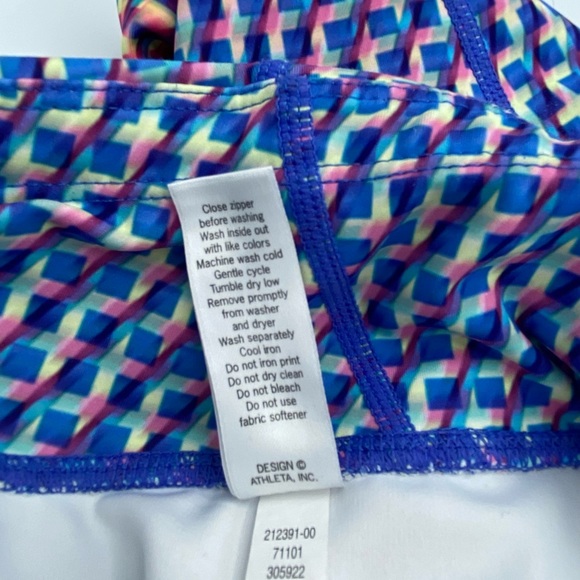 Close zipper
before washing
Wash inside out
with like colors
Machine wash cold
Gentle cycle
Tumble dry low
Remove promptly
from washer
and dryer
Wash separately
Cool iron
Do not iron print
Do not dry clean
Do not bleach
Do not use
fabric softener
DESIGN ©
ATHLETA, INC.
212391-00
71101
305922